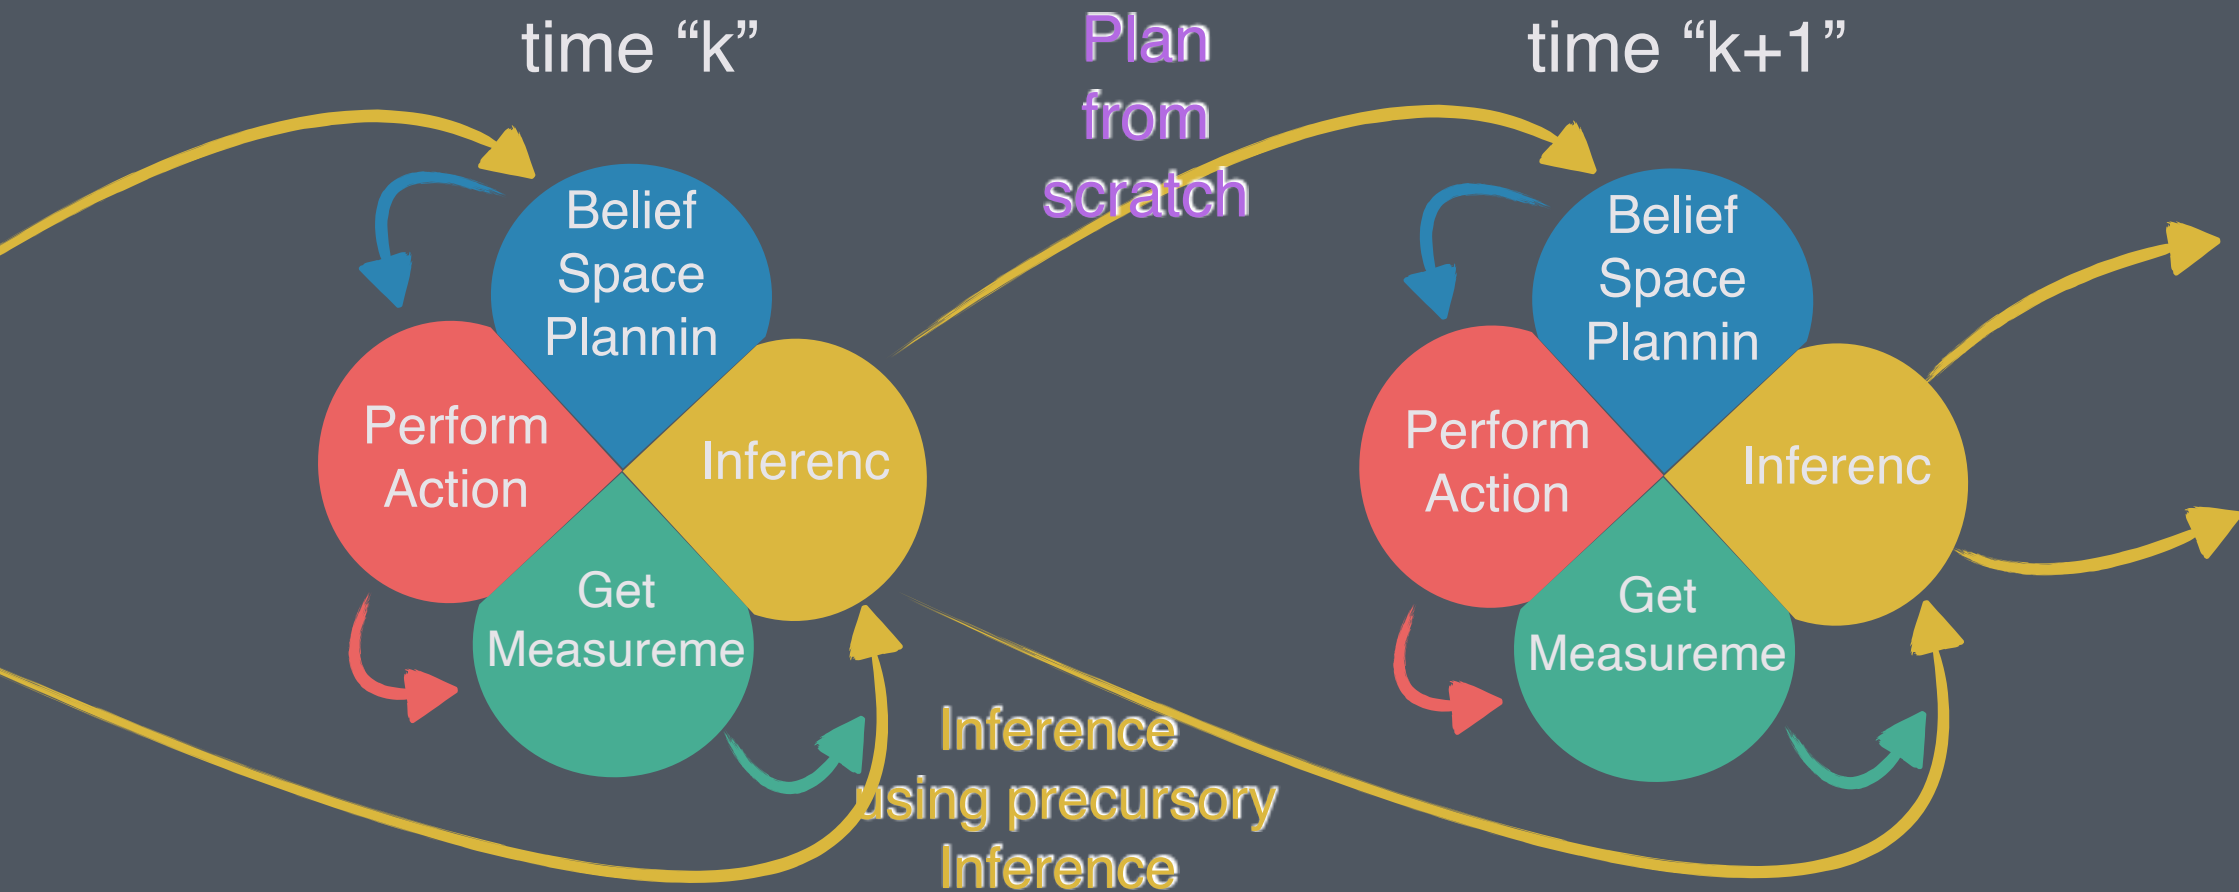 time “k”
Plan
from
scratch
time “k+1”
Belief
Space
Plannin
Perform
Action
Inferenc
Get
Measureme
Belief
Space
Plannin
Perform
Action
Inferenc
Get
Measureme
Inference
using precursory
Inference